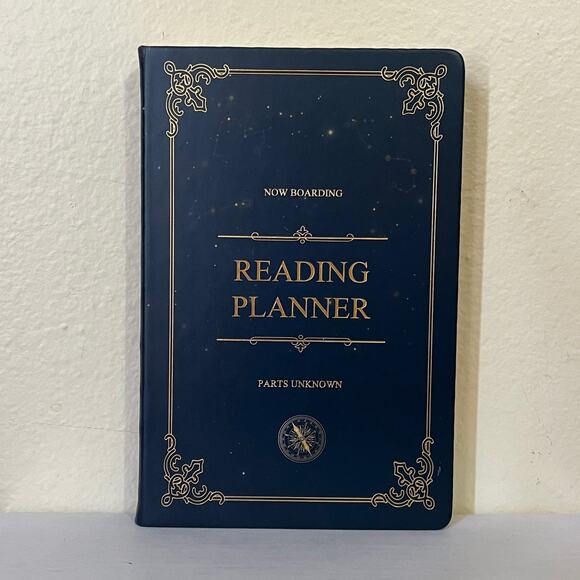 NOW BOARDING
READING
PLANNER
PARTS UNKNOWN